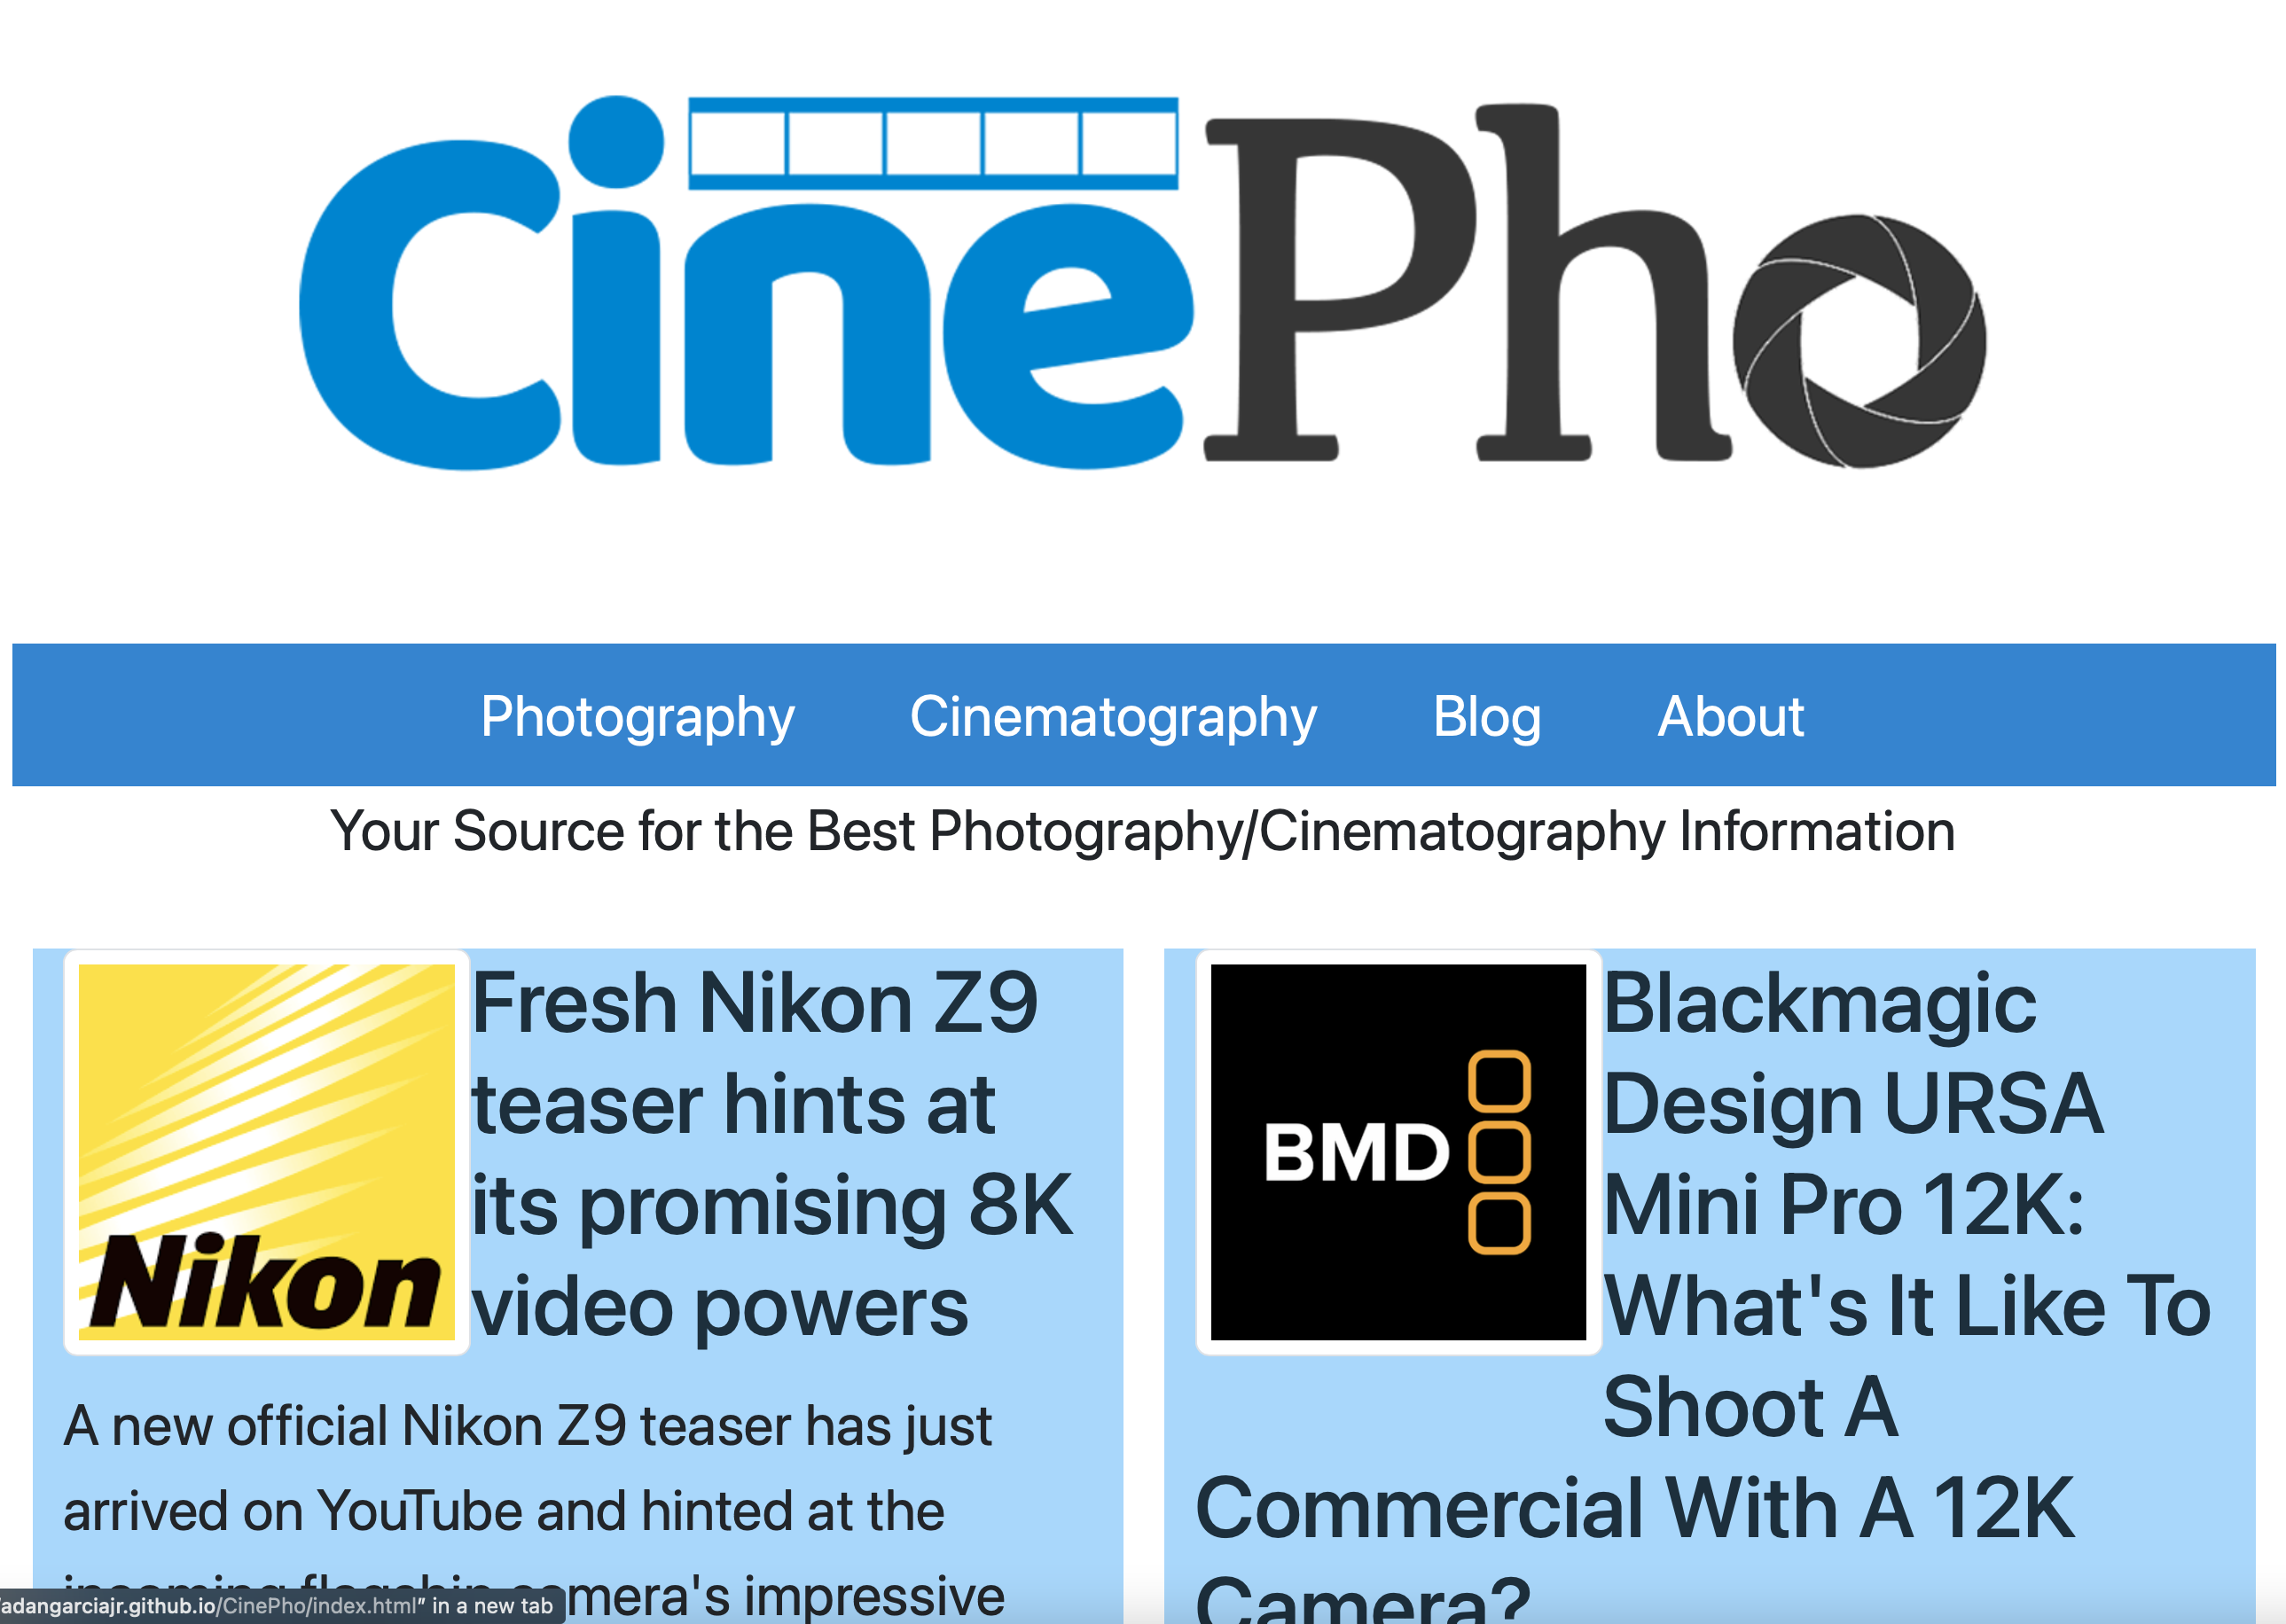 CinePho
Photography Cinematography Blog About
Your Source for the Best Photography/Cinematography Information
Nikon
Fresh Nikon Z9
teaser hints at
its promising 8K
video powers
A new official Nikon Z9 teaser has just
arrived on YouTube and hinted at the
camera's impressive
BMD
Blackmagic
Design URSA
Mini Pro 12K:
What's It Like To
Shoot A
Commercial With A 12K
Camera?
adangarciajr.github.io/CinePho/index.html" in a new tab